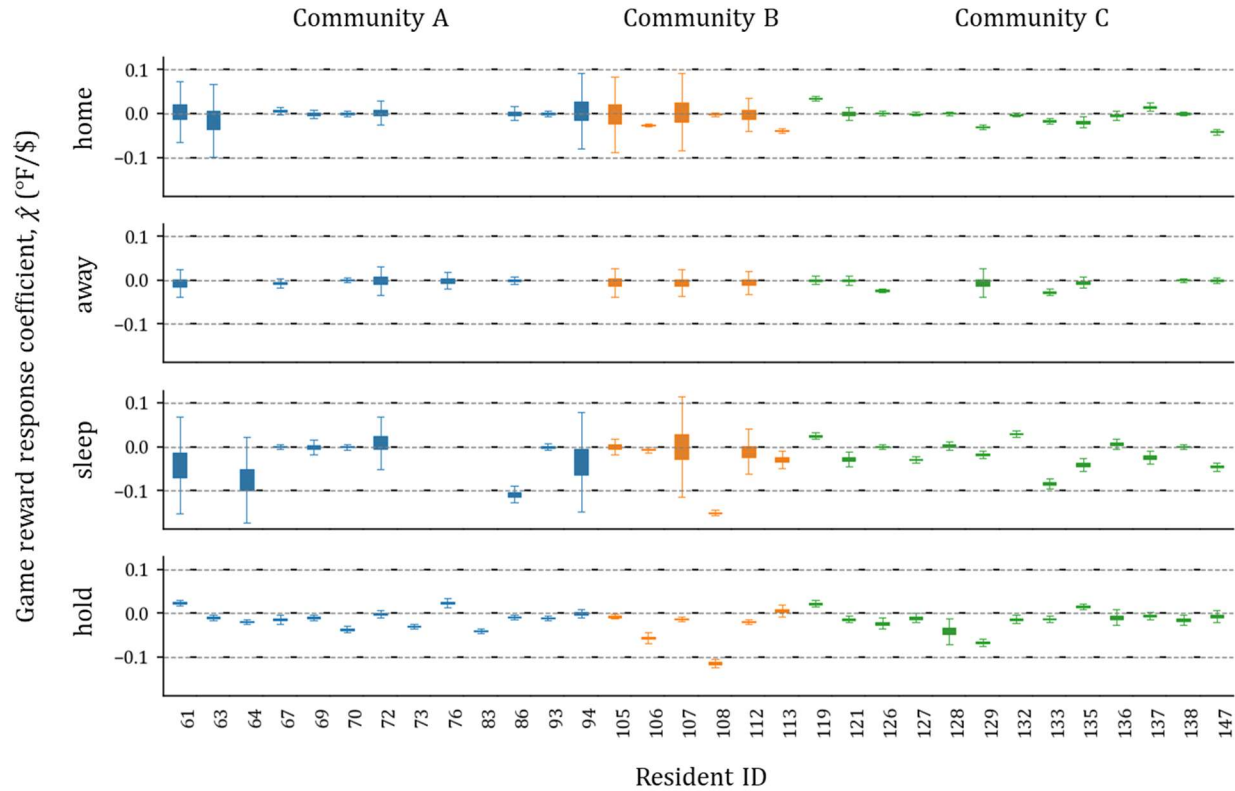 Community A Community B Community C
Game reward response coefficient, χ̂ (°F/$)
home
0.1
0.0
−0.1
away
0.1
0.0
−0.1
sleep
0.1
0.0
−0.1
hold
0.1
0.0
−0.1
61 63 64 67 69 70 72 73 76 83 86 93 94 105 106 107 108 112 113 119 121 126 127 128 129 132 133 135 136 137 138 147
Resident ID